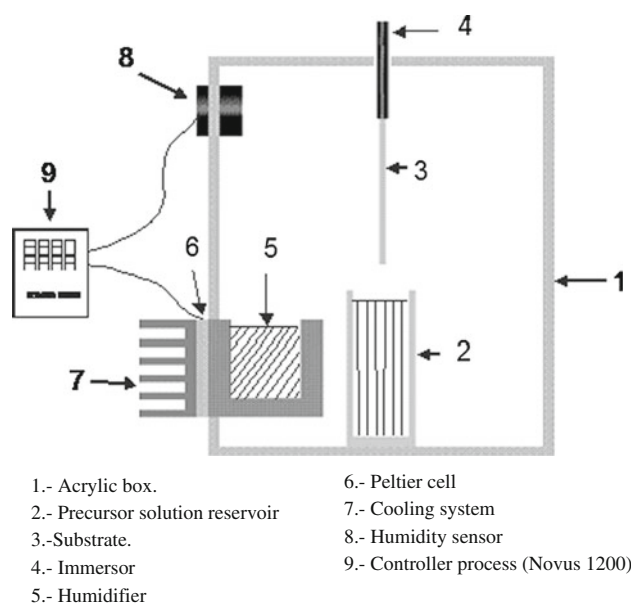 4
8
3
9
6
5
1
2
7
1.- Acrylic box.
2.- Precursor solution reservoir
3.-Substrate.
4.- Immersor
5.- Humidifier
6.- Peltier cell
7.- Cooling system
8.- Humidity sensor
9.- Controller process (Novus 1200)